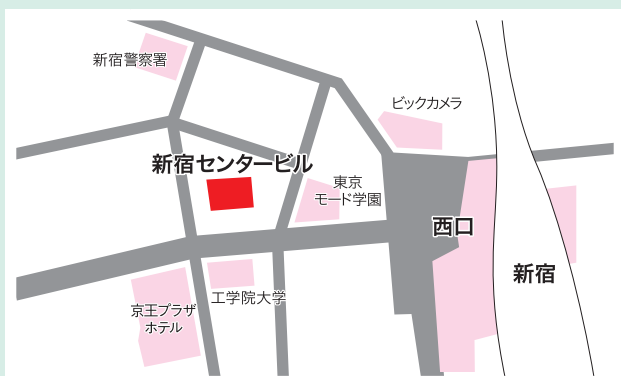 新宿警察署
ビックカメラ
新宿センタービル
東京
モード学園
西口
新宿
工学院大学
京王プラザ
ホテル